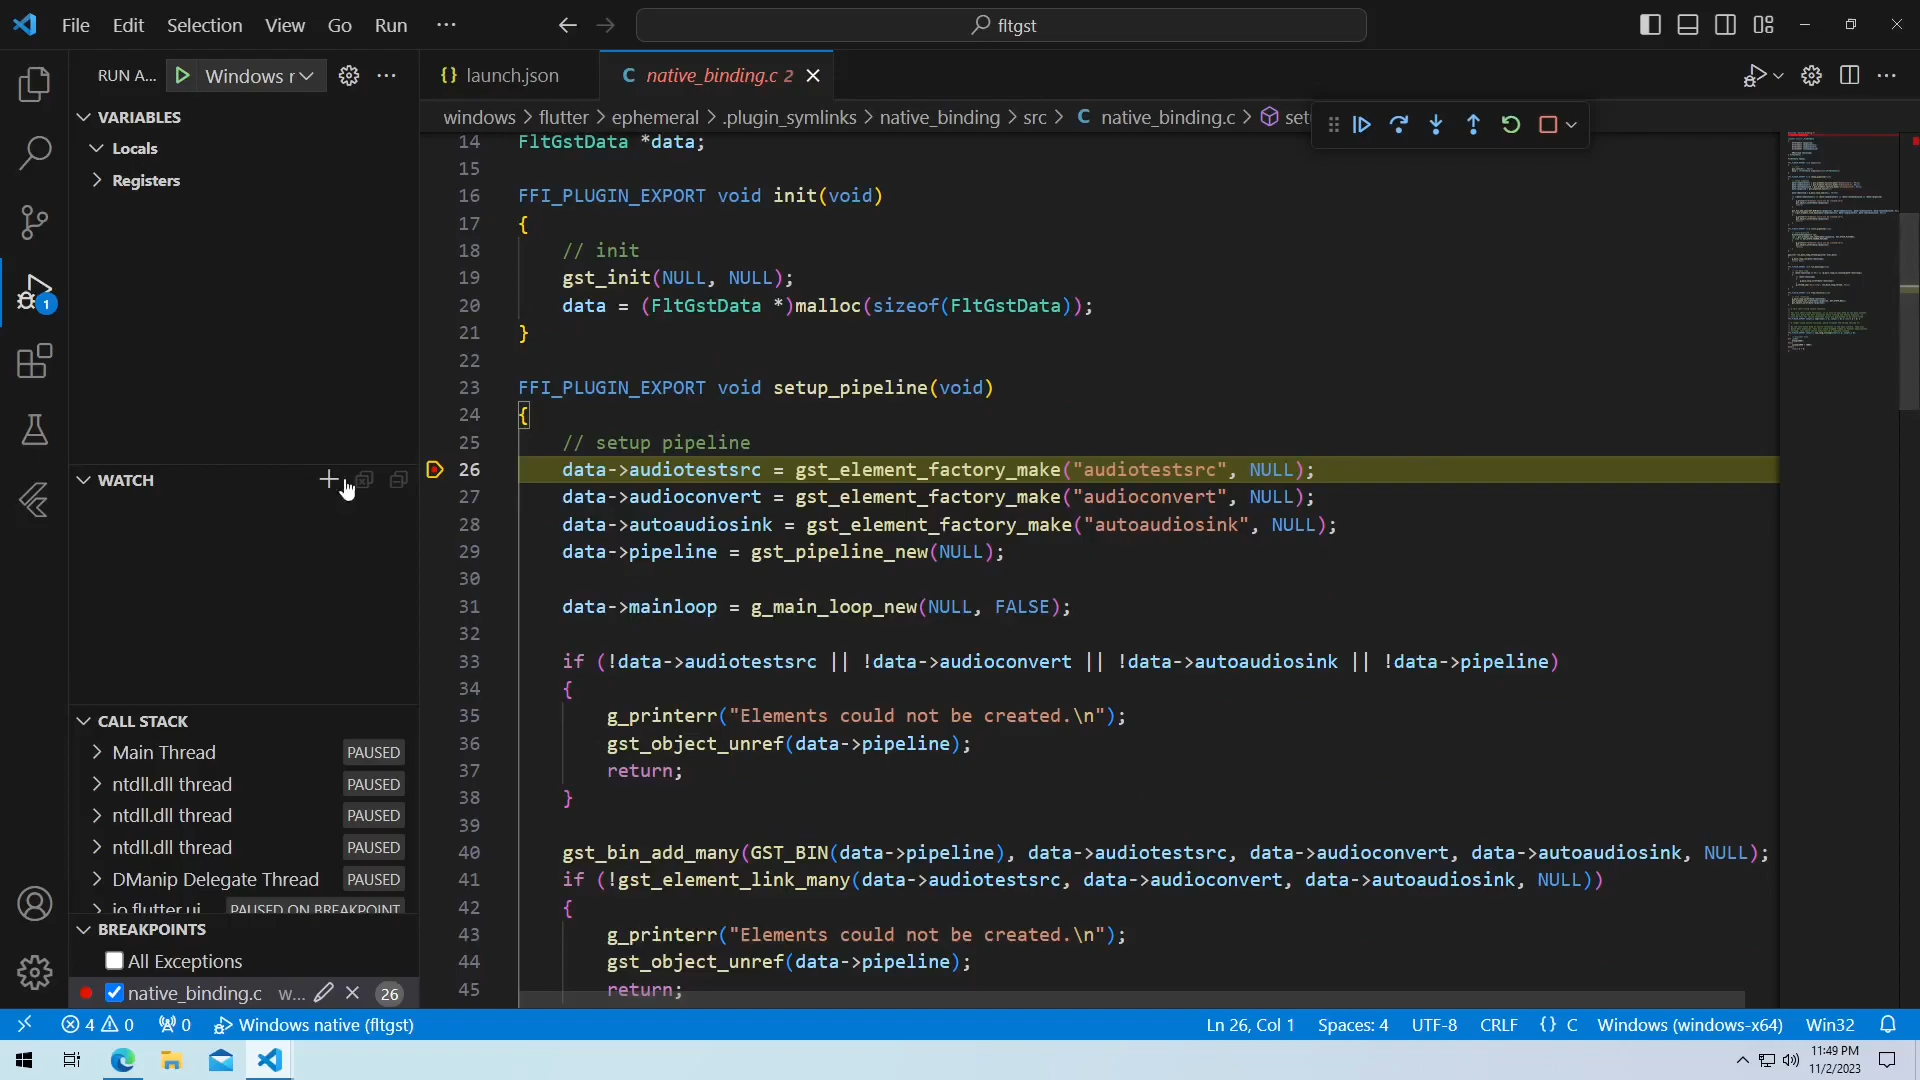 File Edit Selection View Go Run ···
fltgst
RUN A... Windows r
launch.json
C native_binding.c 2
windows > flutter > ephemeral > .plugin_symlinks > native_binding > src > C native_binding.c >
VARIABLES
Locals
Registers
WATCH
CALL STACK
Main Thread PAUSED
ntdll.dll thread PAUSED
ntdll.dll thread PAUSED
ntdll.dll thread PAUSED
DManip Delegate Thread PAUSED
io.flutter.ui PAUSED ON BREAKPOINT
BREAKPOINTS
All Exceptions
native_binding.c w... 26
14 FltGstData *data;
15
16 FFI_PLUGIN_EXPORT void init(void)
17 {
18 // init
19 gst_init(NULL, NULL);
20 data = (FltGstData *)malloc(sizeof(FltGstData));
21 }
22
23 FFI_PLUGIN_EXPORT void setup_pipeline(void)
24 {
25 // setup pipeline
26 data->audiotestsrc = gst_element_factory_make("audiotestsrc", NULL);
27 data->audioconvert = gst_element_factory_make("audioconvert", NULL);
28 data->autoaudiosink = gst_element_factory_make("autoaudiosink", NULL);
29 data->pipeline = gst_pipeline_new(NULL);
30
31 data->mainloop = g_main_loop_new(NULL, FALSE);
32
33 if (!data->audiotestsrc || !data->audioconvert || !data->autoaudiosink || !data->pipeline)
34 {
35 g_printerr("Elements could not be created.\n");
36 gst_object_unref(data->pipeline);
37 return;
38 }
39
40 gst_bin_add_many(GST_BIN(data->pipeline), data->audiotestsrc, data->audioconvert, data->autoaudiosink, NULL);
41 if (!gst_element_link_many(data->audiotestsrc, data->audioconvert, data->autoaudiosink, NULL))
42 {
43 g_printerr("Elements could not be created.\n");
44 gst_object_unref(data->pipeline);
45 return;
1
4 0 0 Windows native (fltgst) Ln 26, Col 1 Spaces: 4 UTF-8 CRLF {} C Windows (windows-x64) Win32
11:49 PM
11/2/2023